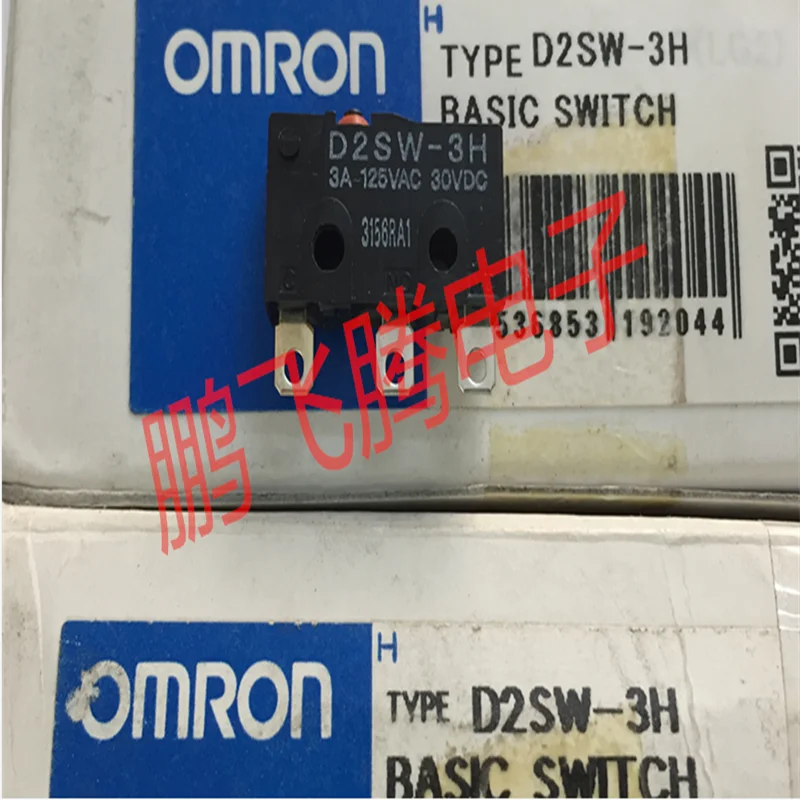 OMRON
H
TYPE D2SW-3H
BASIC SWITCH
D2SW-3H
3A-125VAC 30VDC
3156RA1
536853 192044
鹏飞腾电子
OMRON
H
TYPE D2SW-3H
BASIC SWITCH